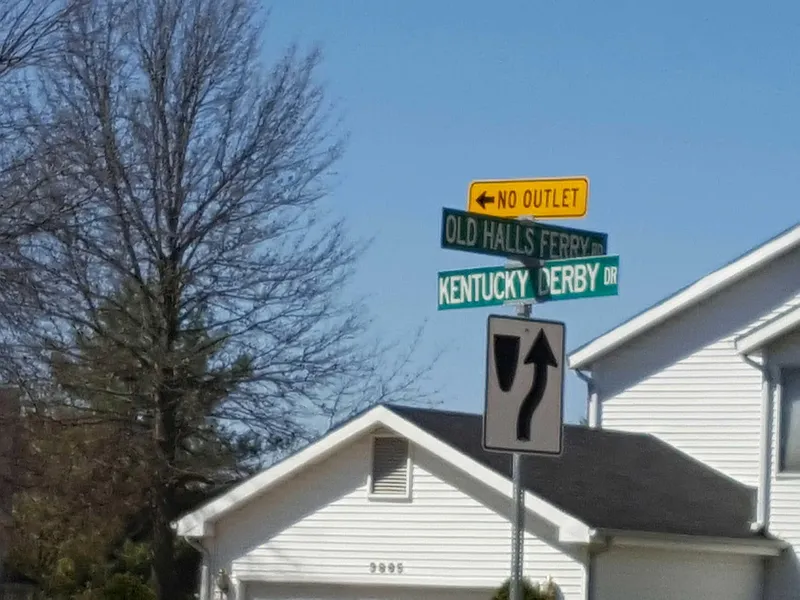 NO OUTLET
OLD HALLS FERRY RD
KENTUCKY DERBY DR